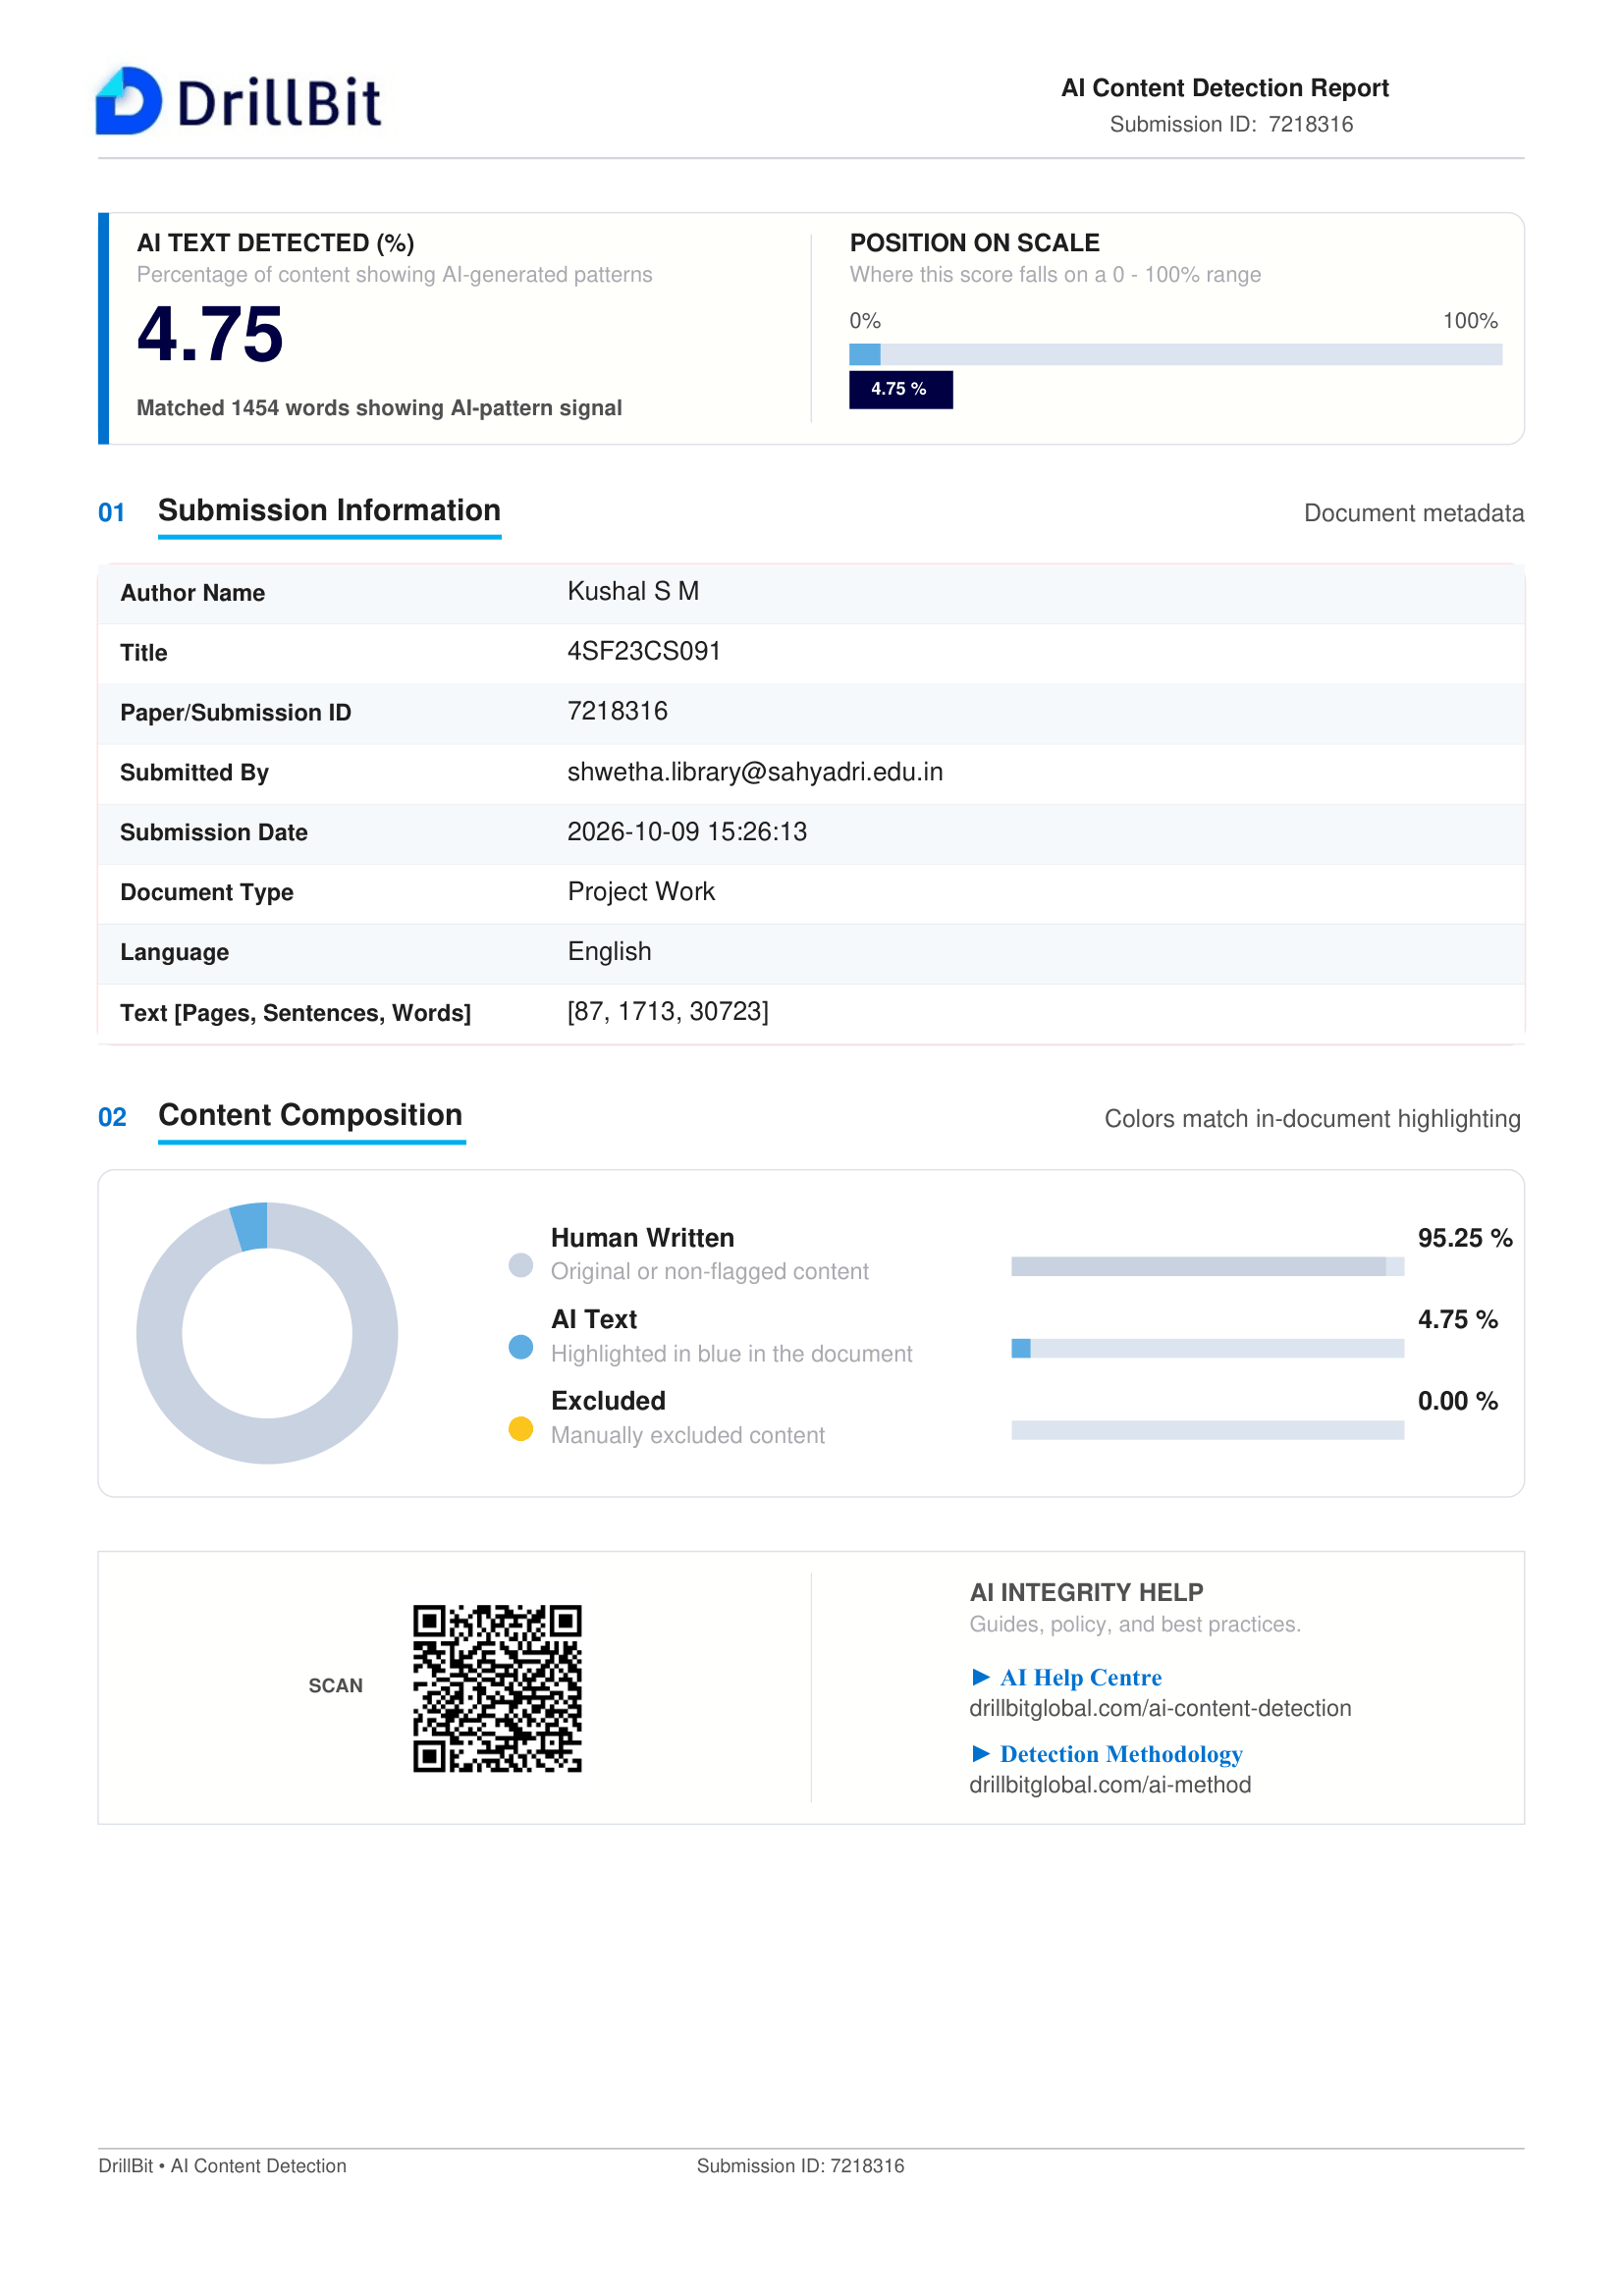 DrillBit
AI Content Detection Report
Submission ID: 7218316
AI TEXT DETECTED (%)
Percentage of content showing AI-generated patterns
4.75
Matched 1454 words showing AI-pattern signal
POSITION ON SCALE
Where this score falls on a 0 - 100% range
0% 100%
4.75 %
01 Submission Information Document metadata
Author Name Kushal S M
Title 4SF23CS091
Paper/Submission ID 7218316
Submitted By shwetha.library@sahyadri.edu.in
Submission Date 2026-10-09 15:26:13
Document Type Project Work
Language English
Text [Pages, Sentences, Words] [87, 1713, 30723]
02 Content Composition Colors match in-document highlighting
Human Written 95.25 %
Original or non-flagged content
AI Text 4.75 %
Highlighted in blue in the document
Excluded 0.00 %
Manually excluded content
SCAN
AI INTEGRITY HELP
Guides, policy, and best practices.
► AI Help Centre
drillbitglobal.com/ai-content-detection
► Detection Methodology
drillbitglobal.com/ai-method
DrillBit • AI Content Detection Submission ID: 7218316